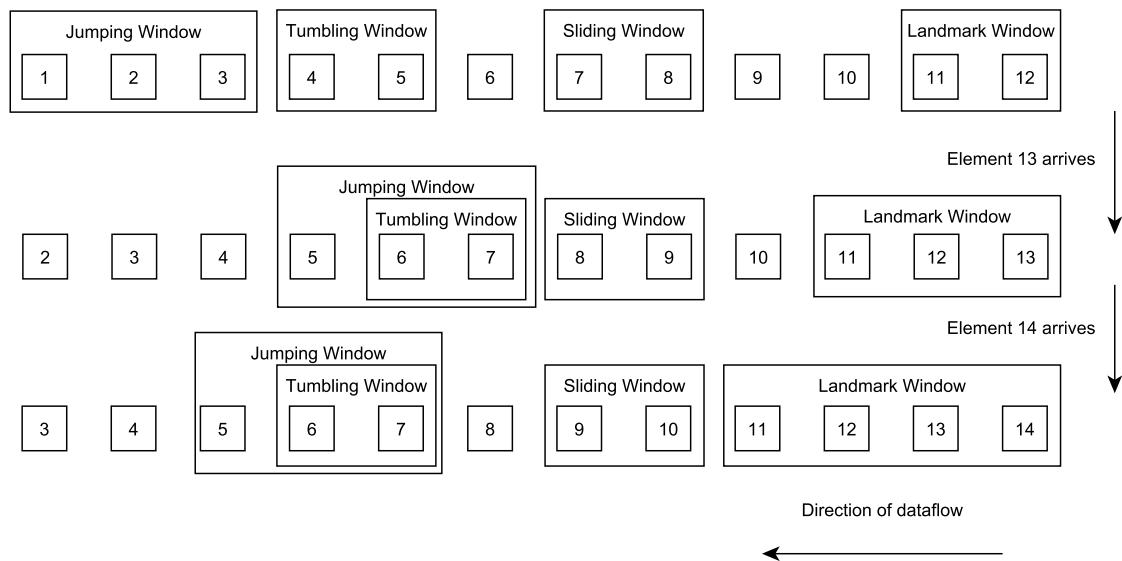 Jumping Window Tumbling Window Sliding Window Landmark Window
1 2 3 4 5 6 7 8 9 10 11 12
Element 13 arrives
Jumping Window
Tumbling Window Sliding Window Landmark Window
2 3 4 5 6 7 8 9 10 11 12 13
Element 14 arrives
Jumping Window
Tumbling Window Sliding Window Landmark Window
3 4 5 6 7 8 9 10 11 12 13 14
Direction of dataflow